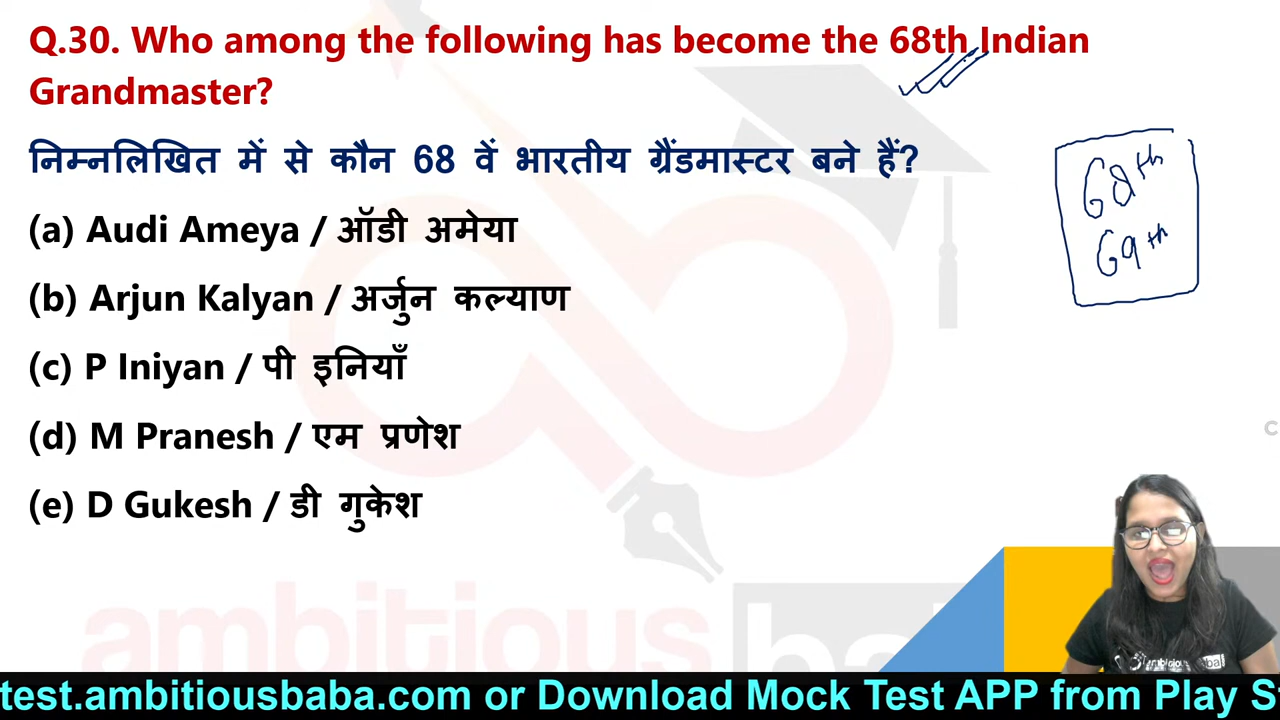 Q.30. Who among the following has become the 68th Indian
Grandmaster?
निम्नलिखित में से कौन 68 वें भारतीय ग्रैंडमास्टर बने हैं?
(a) Audi Ameya / ऑडी अमेया
(b) Arjun Kalyan / अर्जुन कल्याण
(c) P Iniyan / पी इनियाँ
(d) M Pranesh / एम प्रणेश
(e) D Gukesh / डी गुकेश
68th
69th
ambitious
test.ambitiousbaba.com or Download Mock Test APP from Play S